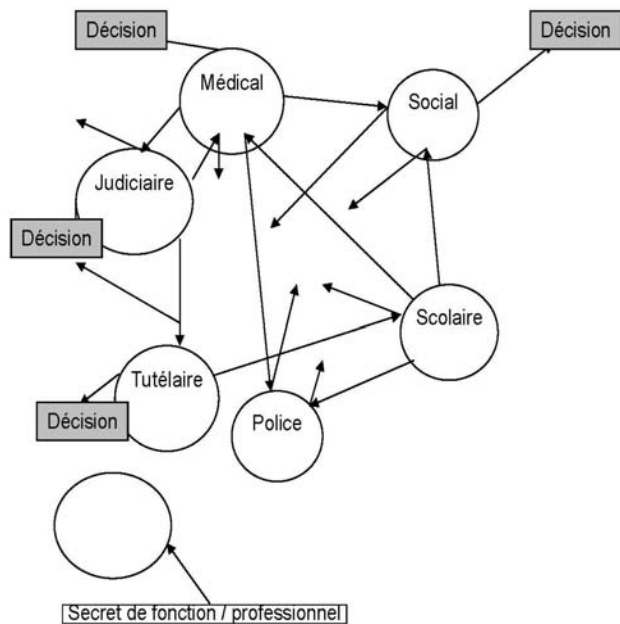 Décision
Décision
Médical
Social
Judiciaire
Décision
Scolaire
Tutélaire
Décision
Police
Secret de fonction / professionnel